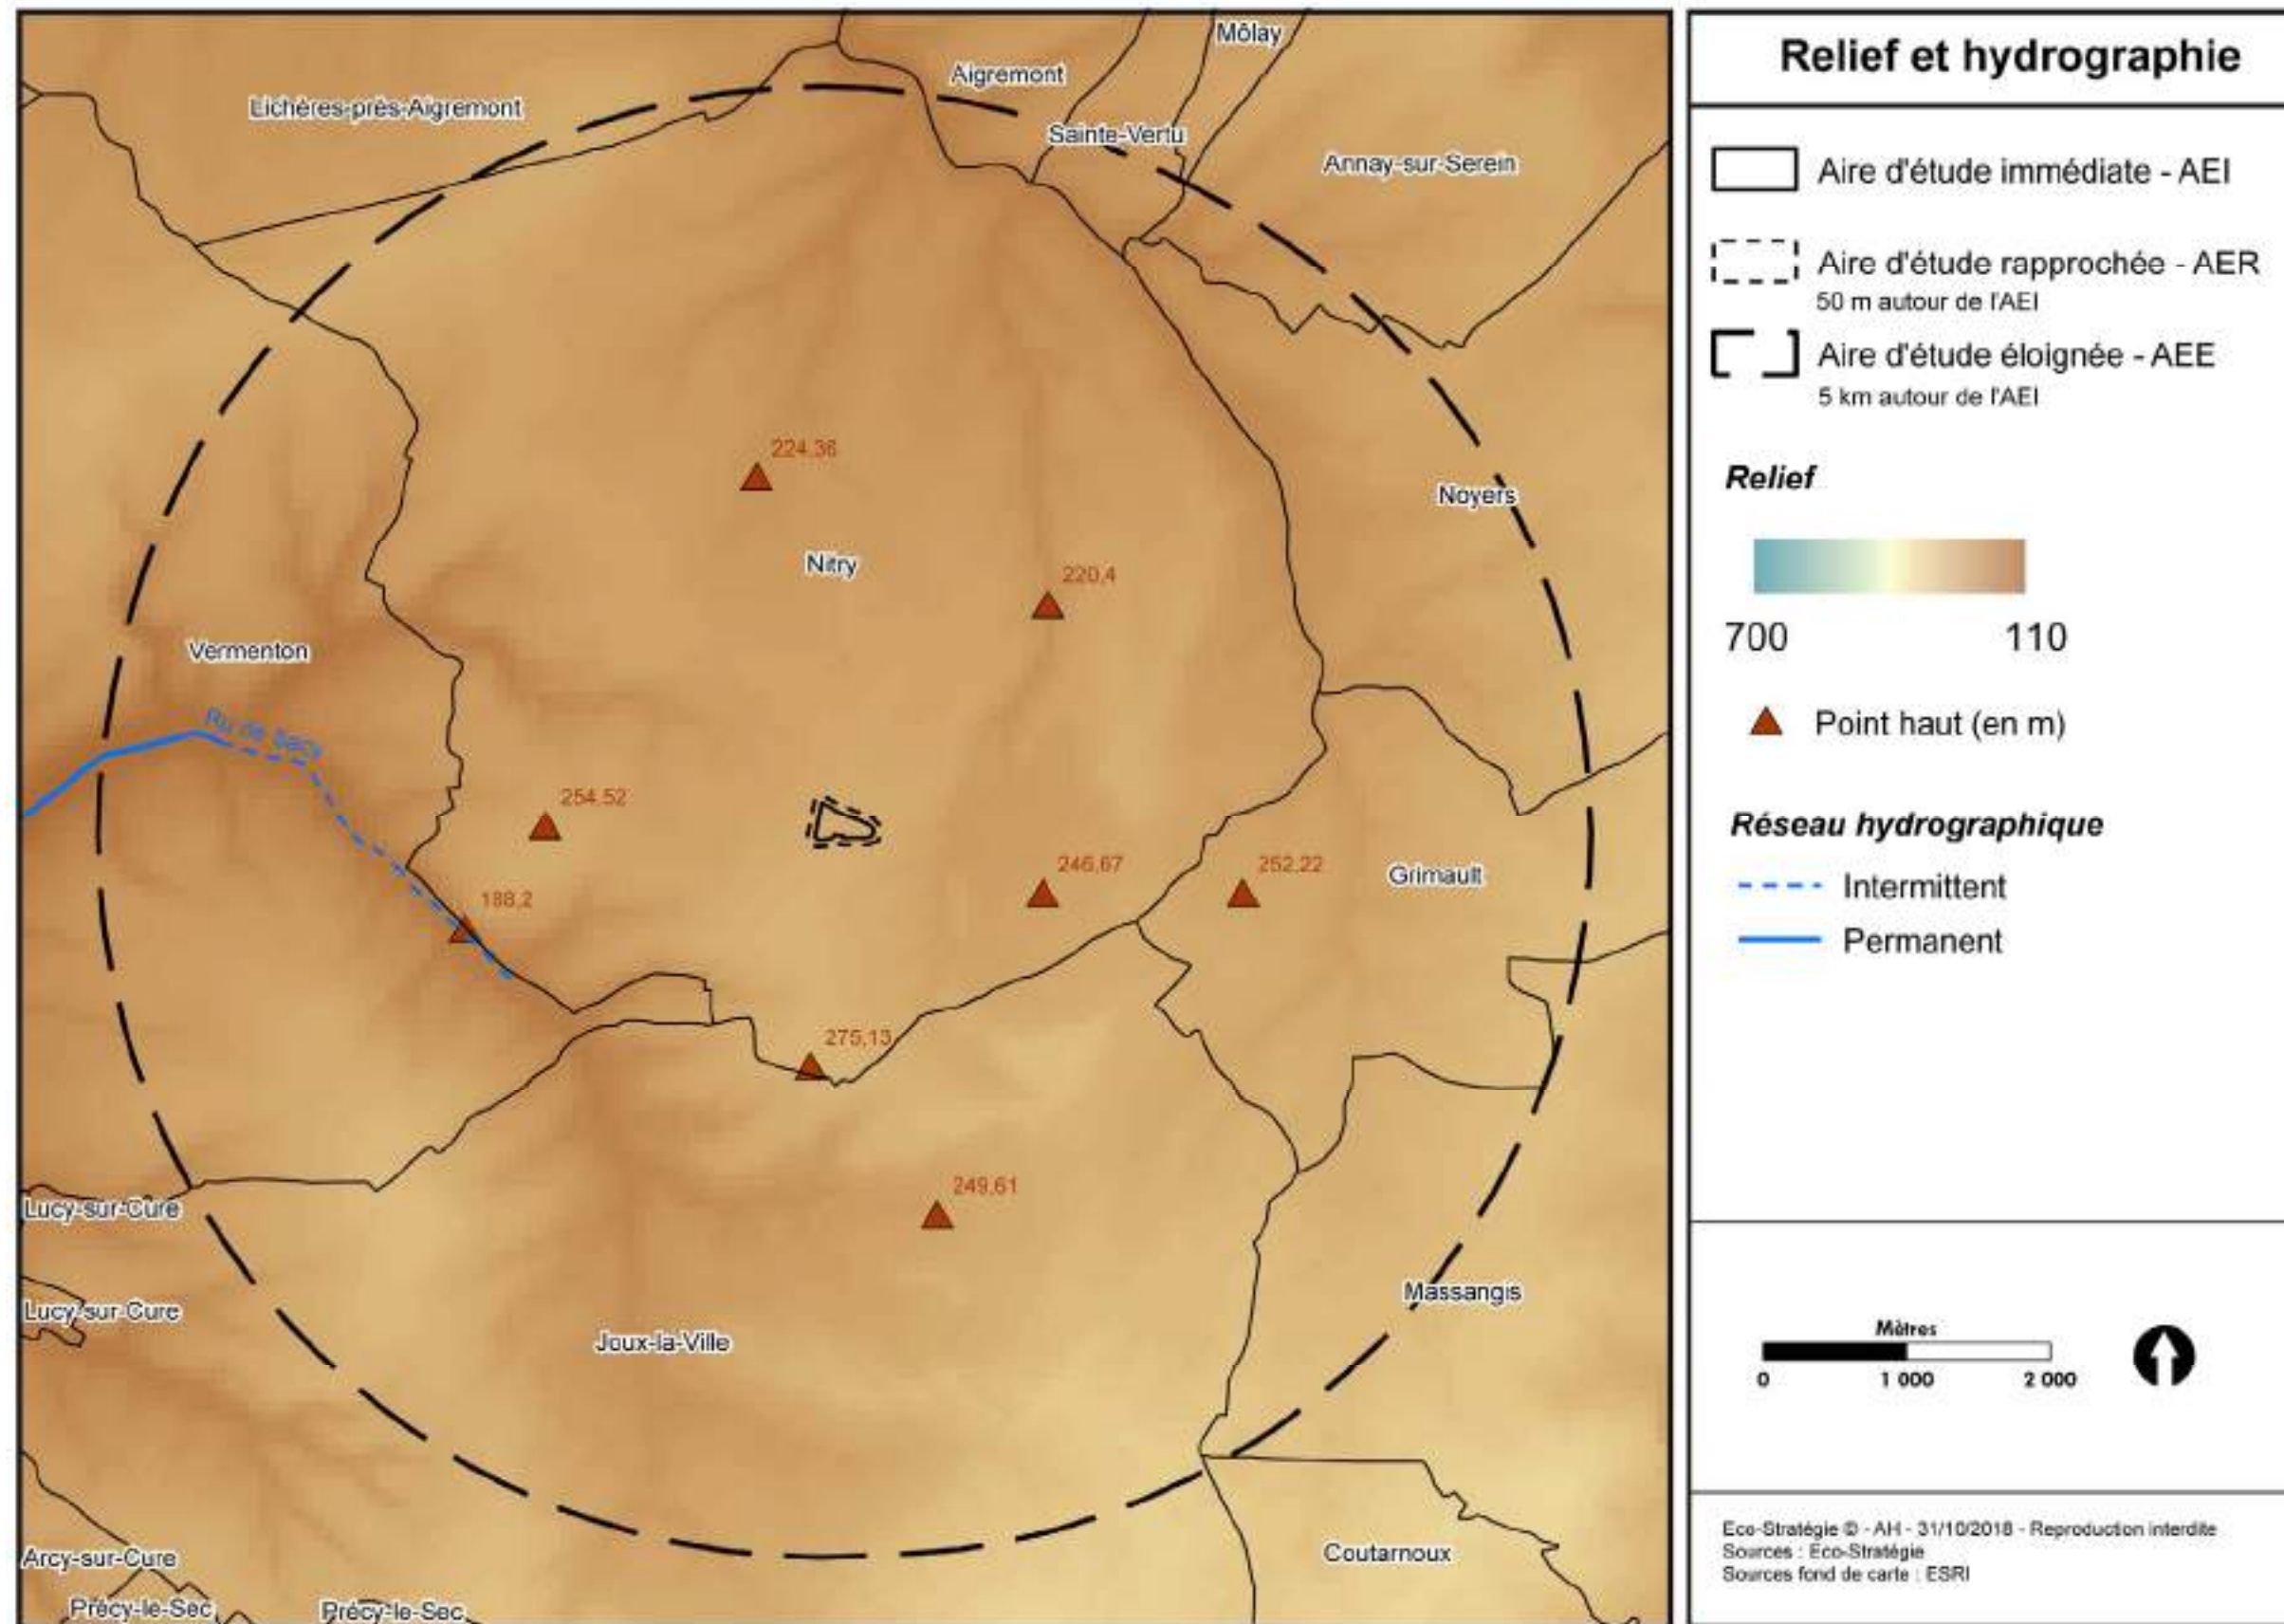 Môlay
Aigremont
Lichères-près-Aigremont
Sainte-Vertu
Annay-sur-Serein
224,36
Noyers
Nitry
220,4
Vermenton
Ru de Sacy
254,52
246,67
252,22
Grimault
188,2
275,13
249,61
Lucy-sur-Cure
Massangis
Lucy-sur-Cure
Joux-la-Ville
Coutarnoux
Arcy-sur-Cure
Précy-le-Sec
Précy-le-Sec
Relief et hydrographie
Aire d'étude immédiate - AEI
Aire d'étude rapprochée - AER
50 m autour de l'AEI
Aire d'étude éloignée - AEE
5 km autour de l'AEI
Relief
700 110
Point haut (en m)
Réseau hydrographique
Intermittent
Permanent
Mètres
0 1 000 2 000
Eco-Stratégie © - AH - 31/10/2018 - Reproduction interdite
Sources : Eco-Stratégie
Sources fond de carte : ESRI